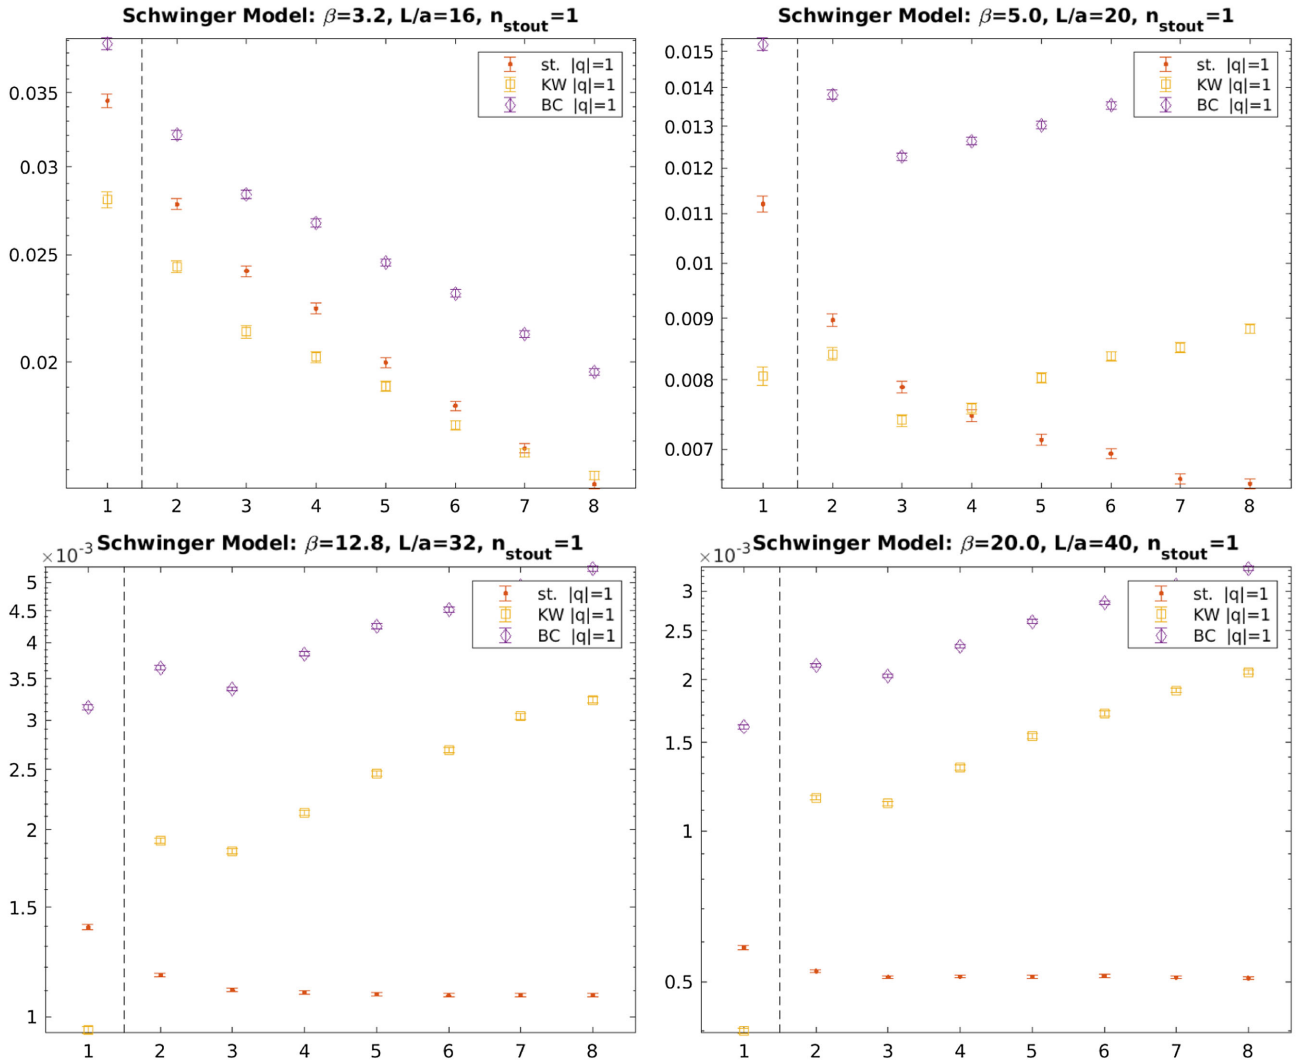 Schwinger Model: β=3.2, L/a=16, n_stout=1
0.035
0.03
0.025
0.02
1 2 3 4 5 6 7 8
st. |q|=1
KW |q|=1
BC |q|=1
Schwinger Model: β=5.0, L/a=20, n_stout=1
0.015
0.014
0.013
0.012
0.011
0.01
0.009
0.008
0.007
1 2 3 4 5 6 7 8
st. |q|=1
KW |q|=1
BC |q|=1
×10⁻³
Schwinger Model: β=12.8, L/a=32, n_stout=1
5
4.5
4
3.5
3
2.5
2
1.5
1
1 2 3 4 5 6 7 8
st. |q|=1
KW |q|=1
BC |q|=1
×10⁻³
Schwinger Model: β=20.0, L/a=40, n_stout=1
3
2.5
2
1.5
1
0.5
1 2 3 4 5 6 7 8
st. |q|=1
KW |q|=1
BC |q|=1